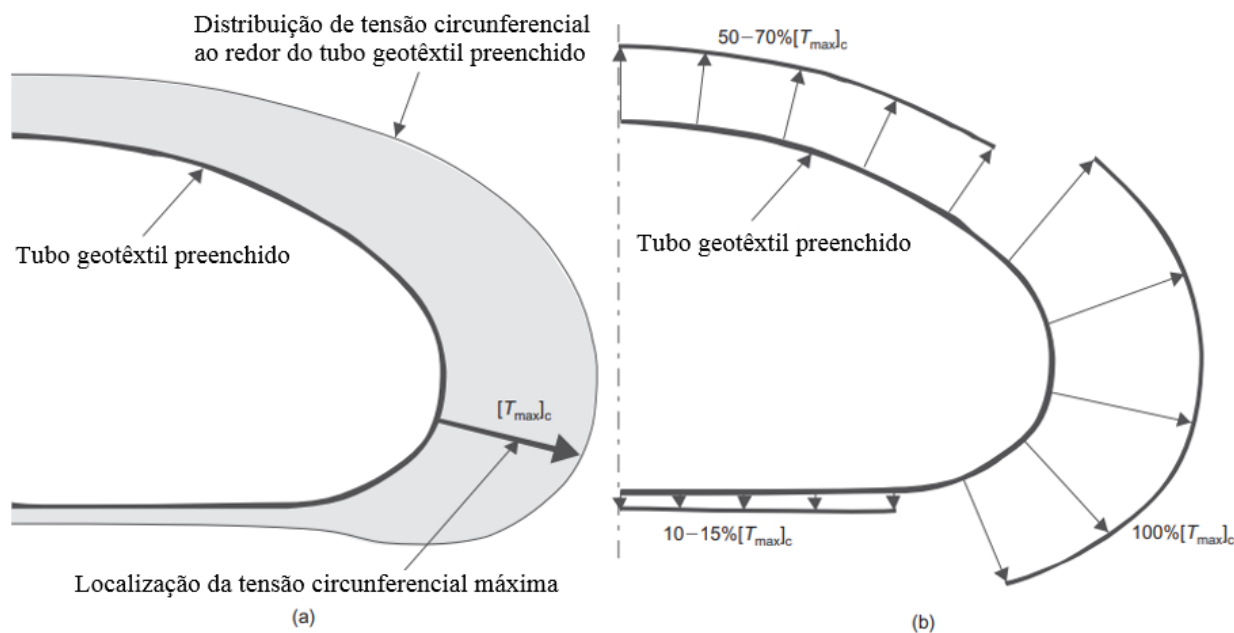 Distribuição de tensão circunferencial
ao redor do tubo geotêxtil preenchido
Tubo geotêxtil preenchido
[Tmax]c
Localização da tensão circunferencial máxima
(a)
50–70%[Tmax]c
Tubo geotêxtil preenchido
10–15%[Tmax]c
100%[Tmax]c
(b)